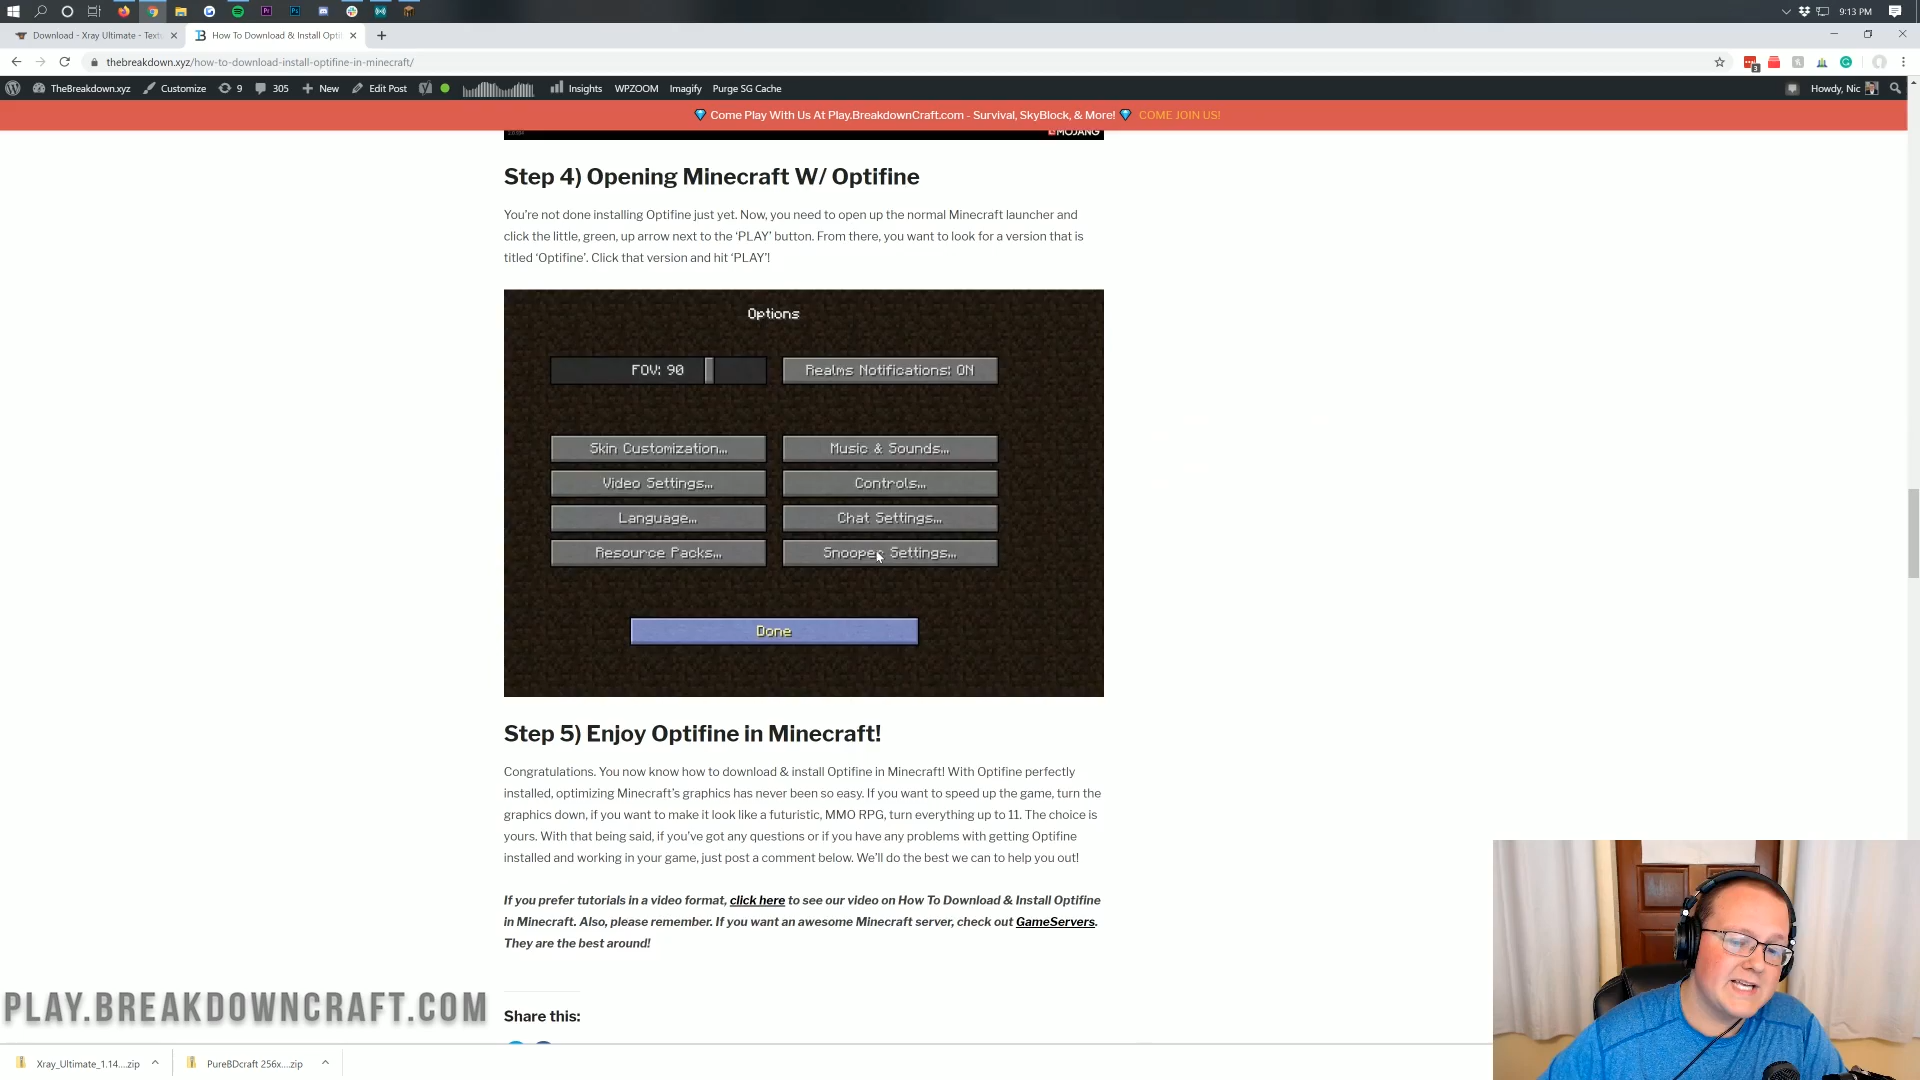 9:13 PM
Download - Xray Ultimate - Text
How To Download & Install Opti
thebreakdown.xyz/how-to-download-install-optifine-in-minecraft/
3
TheBreakdown.xyz Customize 9 305 New Edit Post Insights WPZOOM Imagify Purge SG Cache Howdy, Nic
Come Play With Us At Play.BreakdownCraft.com - Survival, SkyBlock, & More! COME JOIN US!
MOJANG
Step 4) Opening Minecraft W/ Optifine
You're not done installing Optifine just yet. Now, you need to open up the normal Minecraft launcher and
click the little, green, up arrow next to the ‘PLAY’ button. From there, you want to look for a version that is
titled ‘Optifine’. Click that version and hit ‘PLAY’!
Options
FOV: 90 Realms Notifications: ON
Skin Customization... Music & Sounds...
Video Settings... Controls...
Language... Chat Settings...
Resource Packs... Snooper Settings...
Done
Step 5) Enjoy Optifine in Minecraft!
Congratulations. You now know how to download & install Optifine in Minecraft! With Optifine perfectly
installed, optimizing Minecraft's graphics has never been so easy. If you want to speed up the game, turn the
graphics down, if you want to make it look like a futuristic, MMO RPG, turn everything up to 11. The choice is
yours. With that being said, if you've got any questions or if you have any problems with getting Optifine
installed and working in your game, just post a comment below. We'll do the best we can to help you out!
If you prefer tutorials in a video format, click here to see our video on How To Download & Install Optifine
in Minecraft. Also, please remember. If you want an awesome Minecraft server, check out GameServers.
They are the best around!
PLAY.BREAKDOWNCRAFT.COM
Share this:
Xray_Ultimate_1.14....zip
PureBDcraft 256x....zip